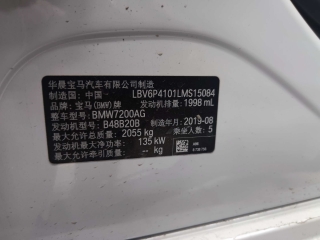 华晨宝马汽车有限公司制造
制造国:中国 LBV6P4101LMS15084
品牌:宝马(BMW)牌 发动机排量:1998 mL
整车型号:BMW7200AG
发动机型号:B48B20B 制造年月:2019-08
最大允许总质量:2055 kg 乘坐人数:5
发动机最大净功率:135 kW
最大允许牵引质量:-- kg